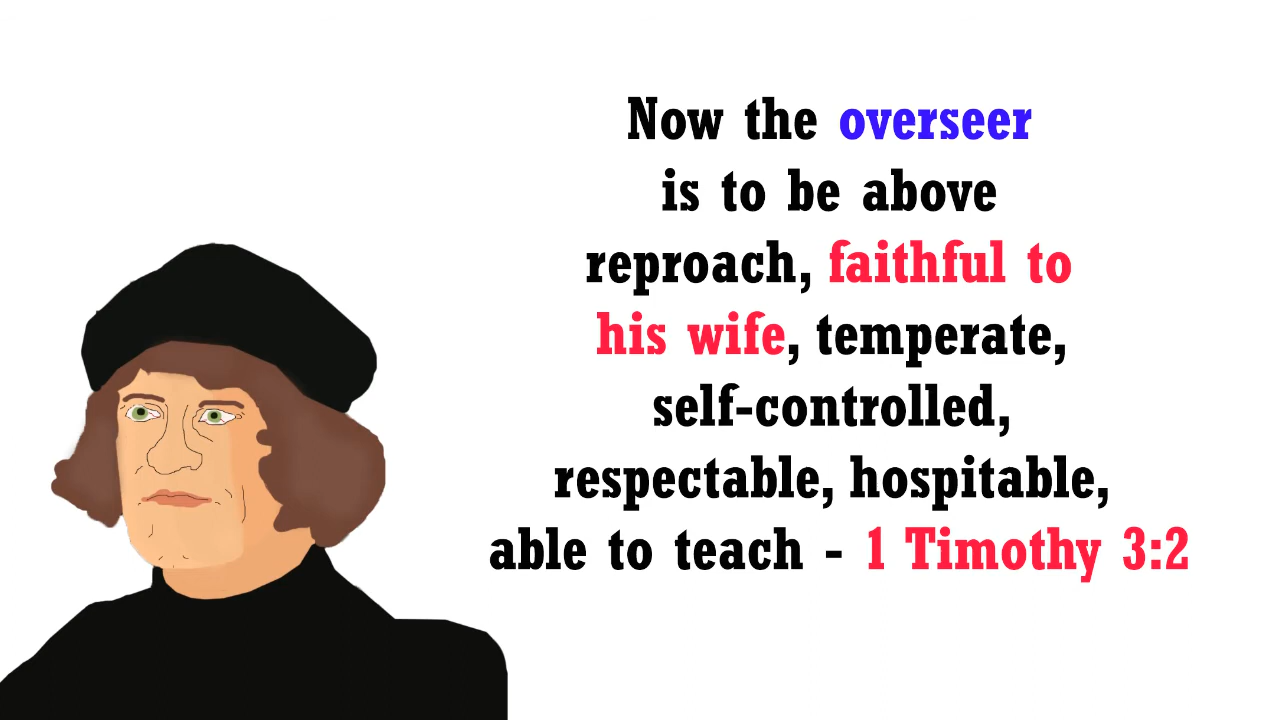 Now the overseer
is to be above
reproach, faithful to
his wife, temperate,
self-controlled,
respectable, hospitable,
able to teach - 1 Timothy 3:2